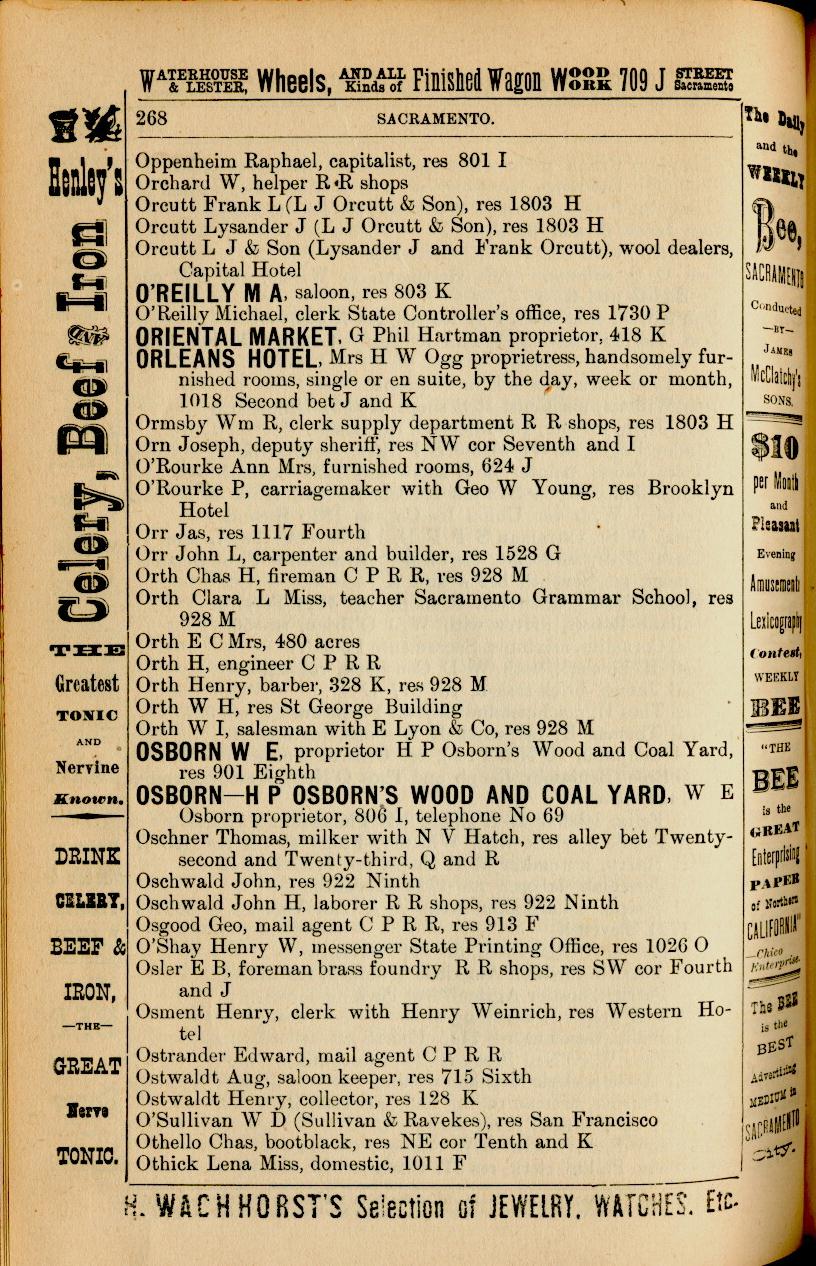 WATERHOUSE & LESTER, Wheels, AND ALL Kinds of Finished Wagon WOOD WORK 709 J STREET Sacramento
268 SACRAMENTO.
Oppenheim Raphael, capitalist, res 801 I
Orchard W, helper R R shops
Orcutt Frank L (L J Orcutt & Son), res 1803 H
Orcutt Lysander J (L J Orcutt & Son), res 1803 H
Orcutt L J & Son (Lysander J and Frank Orcutt), wool dealers,
Capital Hotel
O'REILLY M A, saloon, res 803 K
O'Reilly Michael, clerk State Controller's office, res 1730 P
ORIENTAL MARKET, G Phil Hartman proprietor, 418 K
ORLEANS HOTEL, Mrs H W Ogg proprietress, handsomely fur-
nished rooms, single or en suite, by the day, week or month,
1018 Second bet J and K
Ormsby Wm R, clerk supply department R R shops, res 1803 H
Orn Joseph, deputy sheriff, res NW cor Seventh and I
O'Rourke Ann Mrs, furnished rooms, 624 J
O'Rourke P, carriagemaker with Geo W Young, res Brooklyn
Hotel
Orr Jas, res 1117 Fourth
Orr John L, carpenter and builder, res 1528 G
Orth Chas H, fireman C P R R, res 928 M
Orth Clara L Miss, teacher Sacramento Grammar School, res
928 M
Orth E C Mrs, 480 acres
Orth H, engineer C P R R
Orth Henry, barber, 328 K, res 928 M
Orth W H, res St George Building
Orth W I, salesman with E Lyon & Co, res 928 M
OSBORN W E, proprietor H P Osborn's Wood and Coal Yard,
res 901 Eighth
OSBORN—H P OSBORN'S WOOD AND COAL YARD, W E
Osborn proprietor, 806 I, telephone No 69
Oschner Thomas, milker with N V Hatch, res alley bet Twenty-
second and Twenty-third, Q and R
Oschwald John, res 922 Ninth
Oschwald John H, laborer R R shops, res 922 Ninth
Osgood Geo, mail agent C P R R, res 913 F
O'Shay Henry W, messenger State Printing Office, res 1026 O
Osler E B, foreman brass foundry R R shops, res SW cor Fourth
and J
Osment Henry, clerk with Henry Weinrich, res Western Ho-
tel
Ostrander Edward, mail agent C P R R
Ostwaldt Aug, saloon keeper, res 715 Sixth
Ostwaldt Henry, collector, res 128 K
O'Sullivan W D (Sullivan & Ravekes), res San Francisco
Othello Chas, bootblack, res NE cor Tenth and K
Othick Lena Miss, domestic, 1011 F
H. WACHHORST'S Selection of JEWELRY, WATCHES, Etc.
Henley's
Celery, Beef and Iron
THE
Greatest
TONIC
AND
Nervine
Known.
DRINK
CELERY,
BEEF &
IRON,
—THE—
GREAT
Nerve
TONIC.
The Daily
and the
WEEKLY
Bee,
SACRAMENTO
Conducted
—BY—
JAMES
McClatchy's
SONS.
$10
per Month
and
Pleasant
Evening
Amusement:
Lexicography
Contest,
WEEKLY
BEE
"THE
BEE
is the
GREAT
Enterprising
PAPER
of Northern
CALIFORNIA"
—Chico
Enterprise.
The BEE
is the
BEST
Advertising
MEDIUM in
SACRAMENTO
City.